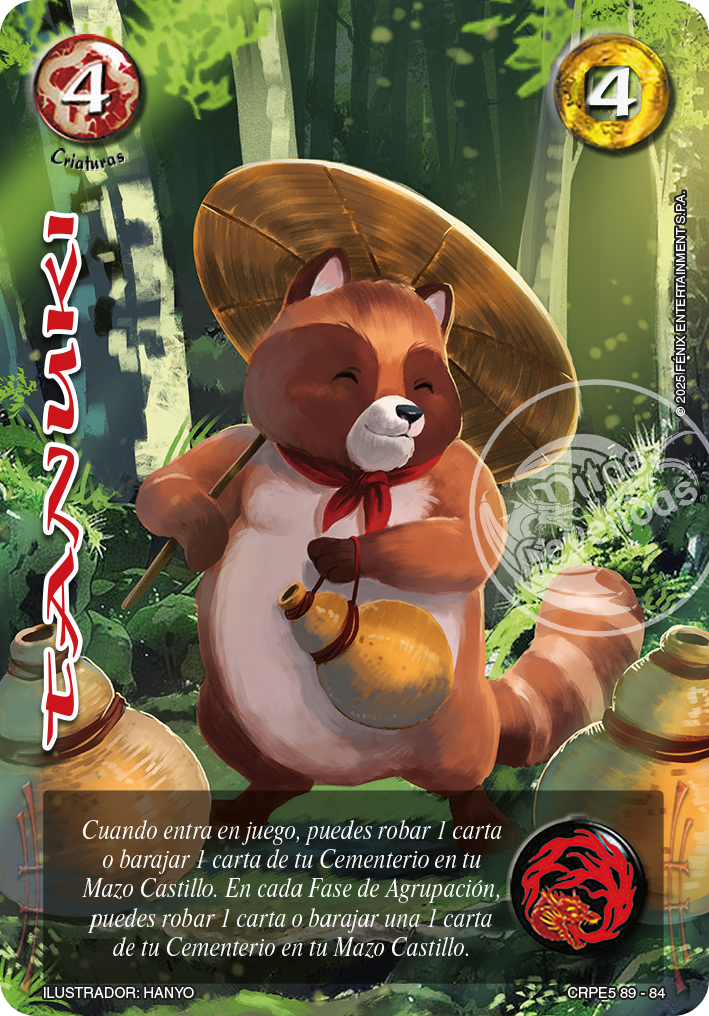 4
4
Criaturas
TANUKI
© 2025 FÉNIX ENTERTAINMENT S.P.A.
Mitos
Leyendas®
Cuando entra en juego, puedes robar 1 carta
o barajar 1 carta de tu Cementerio en tu
Mazo Castillo. En cada Fase de Agrupación,
puedes robar 1 carta o barajar una 1 carta
de tu Cementerio en tu Mazo Castillo.
ILUSTRADOR: HANYO
CRPE5 89 - 84